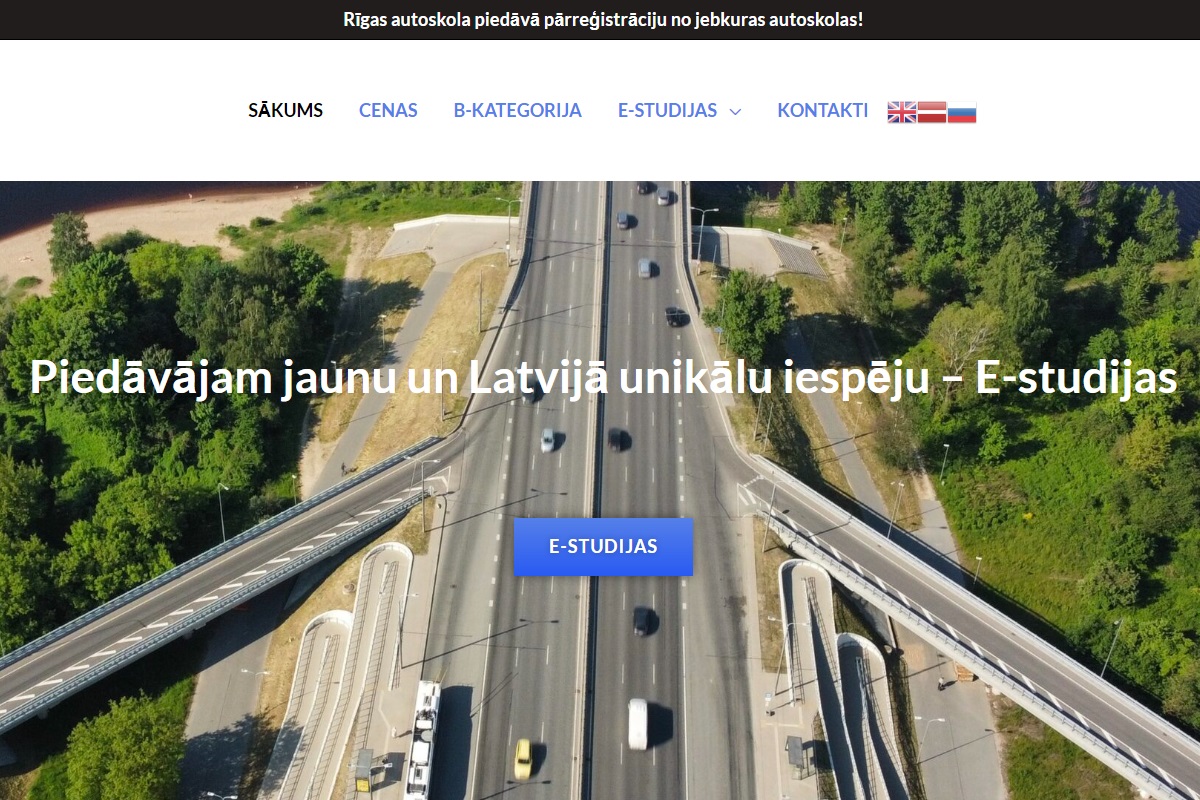 Rīgas autoskola piedāvā pārreģistrāciju no jebkuras autoskolas!
SĀKUMS CENAS B-KATEGORIJA E-STUDIJAS KONTAKTI
Piedāvājam jaunu un Latvijā unikālu iespēju – E-studijas
E-STUDIJAS